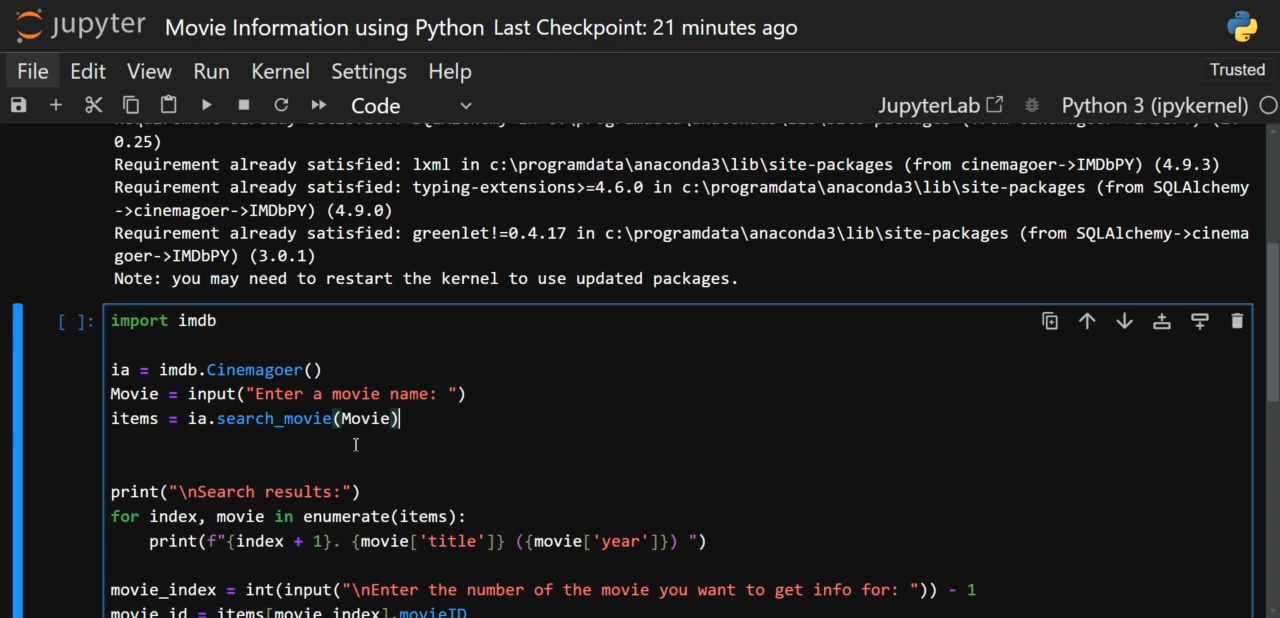 jupyter Movie Information using Python Last Checkpoint: 21 minutes ago
File Edit View Run Kernel Settings Help Trusted
Code JupyterLab Python 3 (ipykernel)
0.25)
Requirement already satisfied: lxml in c:\programdata\anaconda3\lib\site-packages (from cinemagoer->IMDbPY) (4.9.3)
Requirement already satisfied: typing-extensions>=4.6.0 in c:\programdata\anaconda3\lib\site-packages (from SQLAlchemy
->cinemagoer->IMDbPY) (4.9.0)
Requirement already satisfied: greenlet!=0.4.17 in c:\programdata\anaconda3\lib\site-packages (from SQLAlchemy->cinema
goer->IMDbPY) (3.0.1)
Note: you may need to restart the kernel to use updated packages.
[ ]: import imdb
ia = imdb.Cinemagoer()
Movie = input("Enter a movie name: ")
items = ia.search_movie(Movie)
print("\nSearch results:")
for index, movie in enumerate(items):
    print(f"{index + 1}. {movie['title']} ({movie['year']}) ")
movie_index = int(input("\nEnter the number of the movie you want to get info for: ")) - 1
movie_id = items[movie_index].movieID